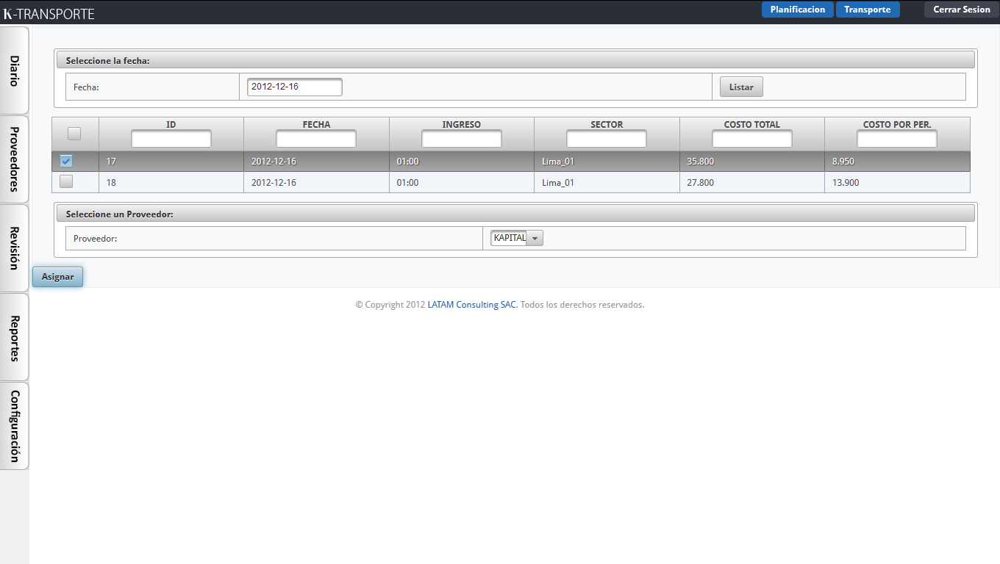 K-TRANSPORTE
Planificacion
Transporte
Cerrar Sesion
Diario
Proveedores
Revisión
Reportes
Configuración
Seleccione la fecha:
Fecha:
2012-12-16
Listar
ID FECHA INGRESO SECTOR COSTO TOTAL COSTO POR PER.
17 2012-12-16 01:00 Lima_01 35.800 8.950
18 2012-12-16 01:00 Lima_01 27.800 13.900
Seleccione un Proveedor:
Proveedor:
KAPITAL
Asignar
© Copyright 2012 LATAM Consulting SAC. Todos los derechos reservados.